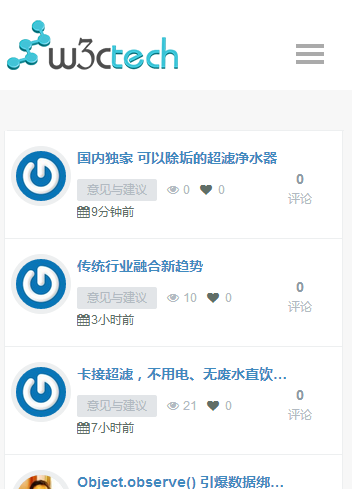 w3ctech
国内独家 可以除垢的超滤净水器
意见与建议 0 0
9分钟前
0
评论
传统行业融合新趋势
意见与建议 10 0
3小时前
0
评论
卡接超滤，不用电、无废水直饮...
意见与建议 21 0
7小时前
0
评论
Object.observe() 引爆数据绑...